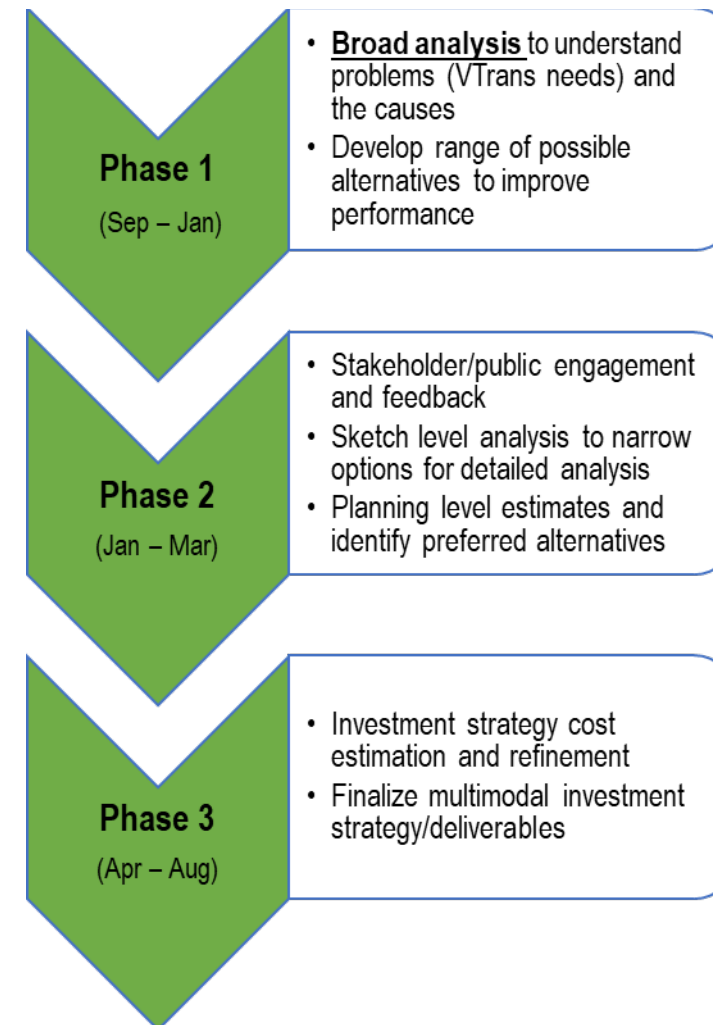 Phase 1
(Sep – Jan)
• Broad analysis to understand
problems (VTrans needs) and
the causes
• Develop range of possible
alternatives to improve
performance
Phase 2
(Jan – Mar)
• Stakeholder/public engagement
and feedback
• Sketch level analysis to narrow
options for detailed analysis
• Planning level estimates and
identify preferred alternatives
Phase 3
(Apr – Aug)
• Investment strategy cost
estimation and refinement
• Finalize multimodal investment
strategy/deliverables